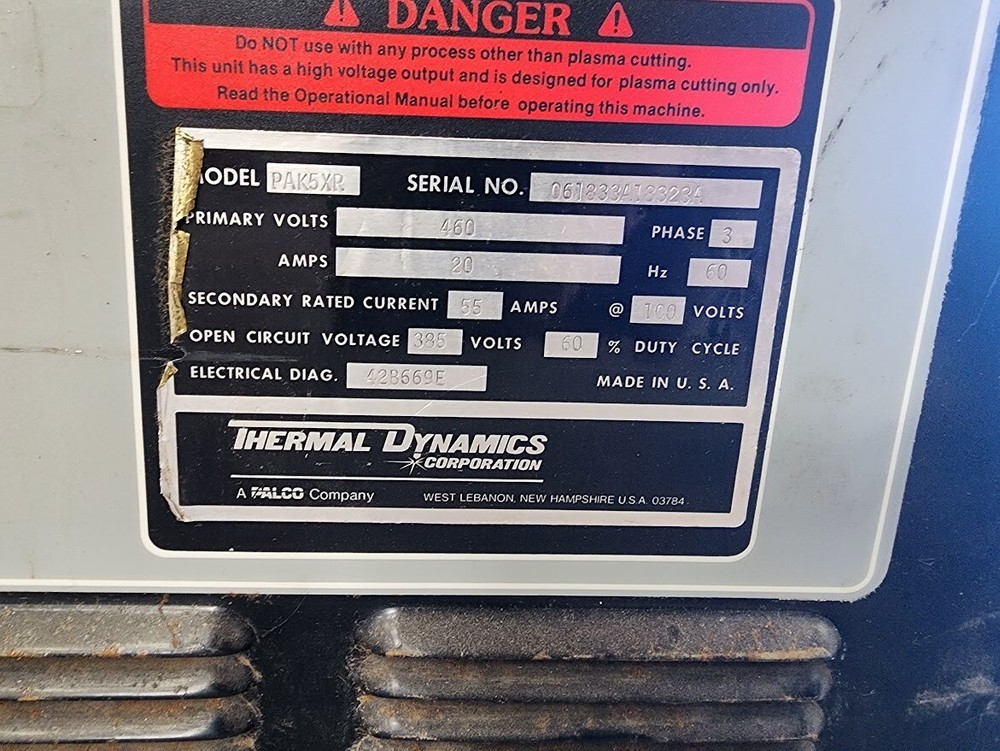 DANGER
Do NOT use with any process other than plasma cutting.
This unit has a high voltage output and is designed for plasma cutting only.
Read the Operational Manual before operating this machine.
MODEL PAK5XR SERIAL NO. 061833A18323A
PRIMARY VOLTS 460 PHASE 3
AMPS 20 Hz 60
SECONDARY RATED CURRENT 55 AMPS @ 100 VOLTS
OPEN CIRCUIT VOLTAGE 385 VOLTS 60 % DUTY CYCLE
ELECTRICAL DIAG. 42B669E MADE IN U. S. A.
THERMAL DYNAMICS
CORPORATION
A PALCO Company WEST LEBANON, NEW HAMPSHIRE U.S.A. 03784